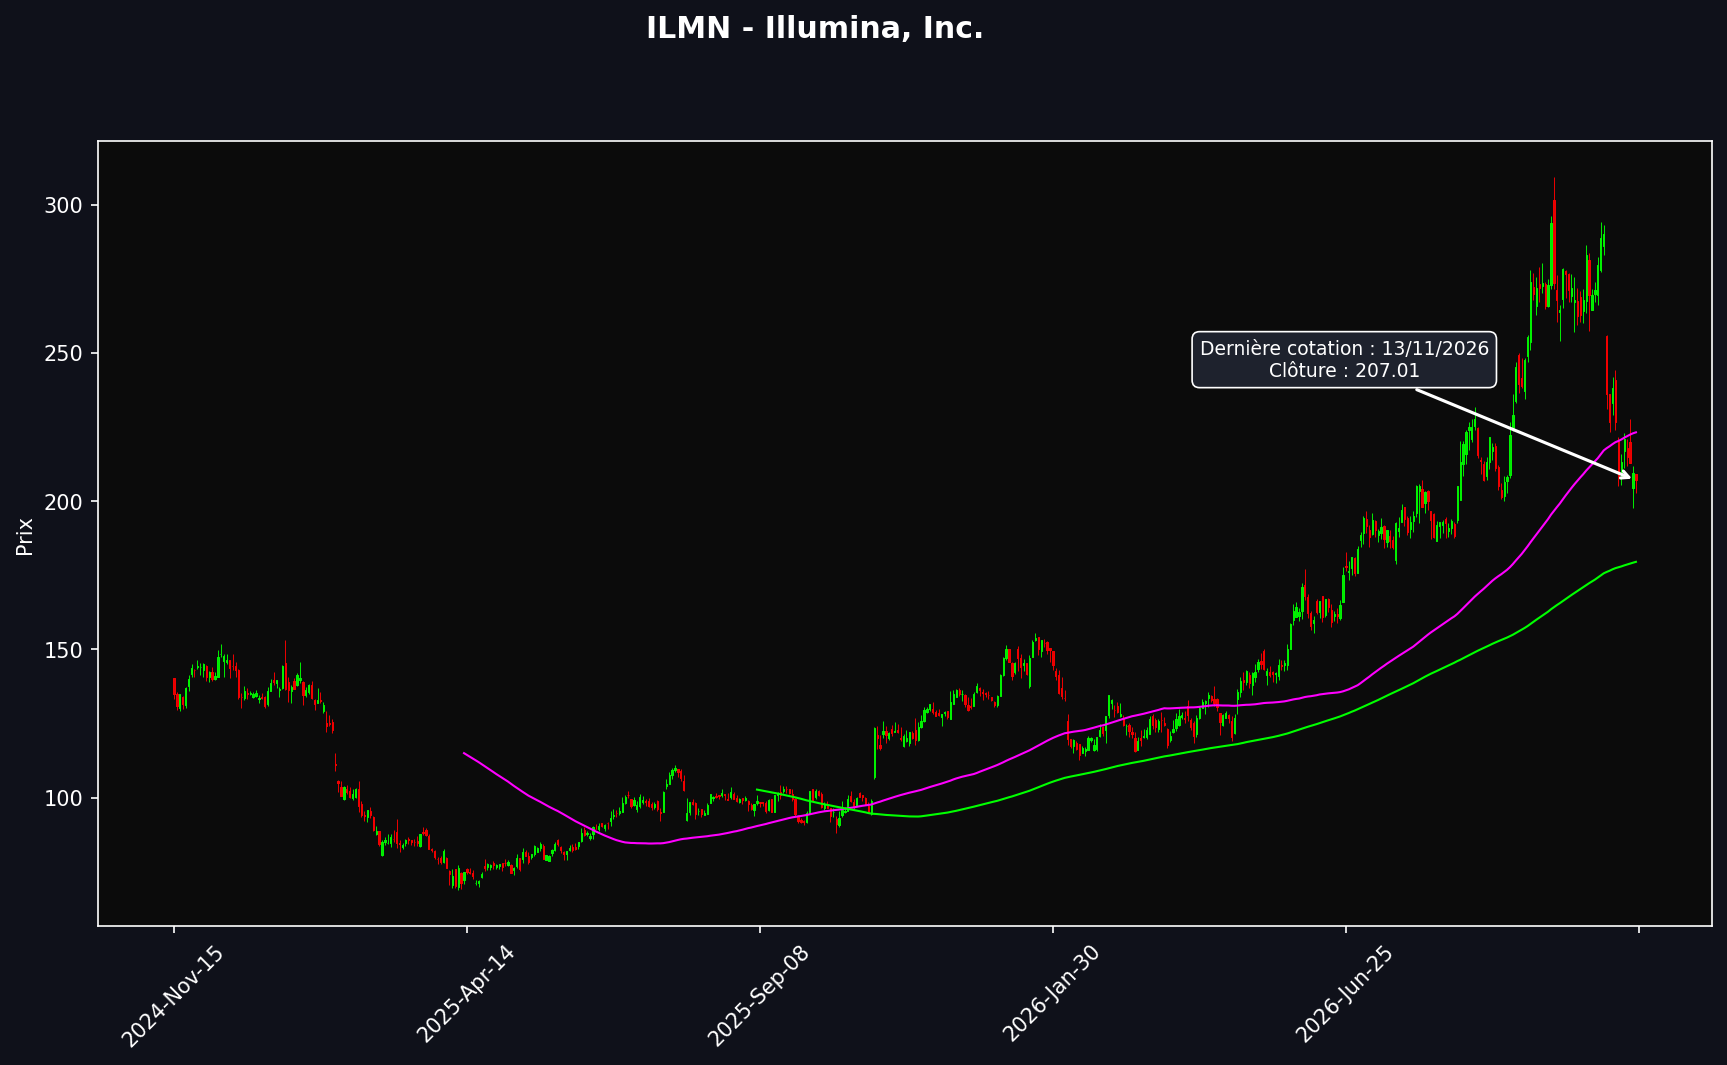 ILMN - Illumina, Inc.
Prix
300
250
200
150
100
Dernière cotation : 13/11/2026
Clôture : 207.01
2024-Nov-15
2025-Apr-14
2025-Sep-08
2026-Jan-30
2026-Jun-25